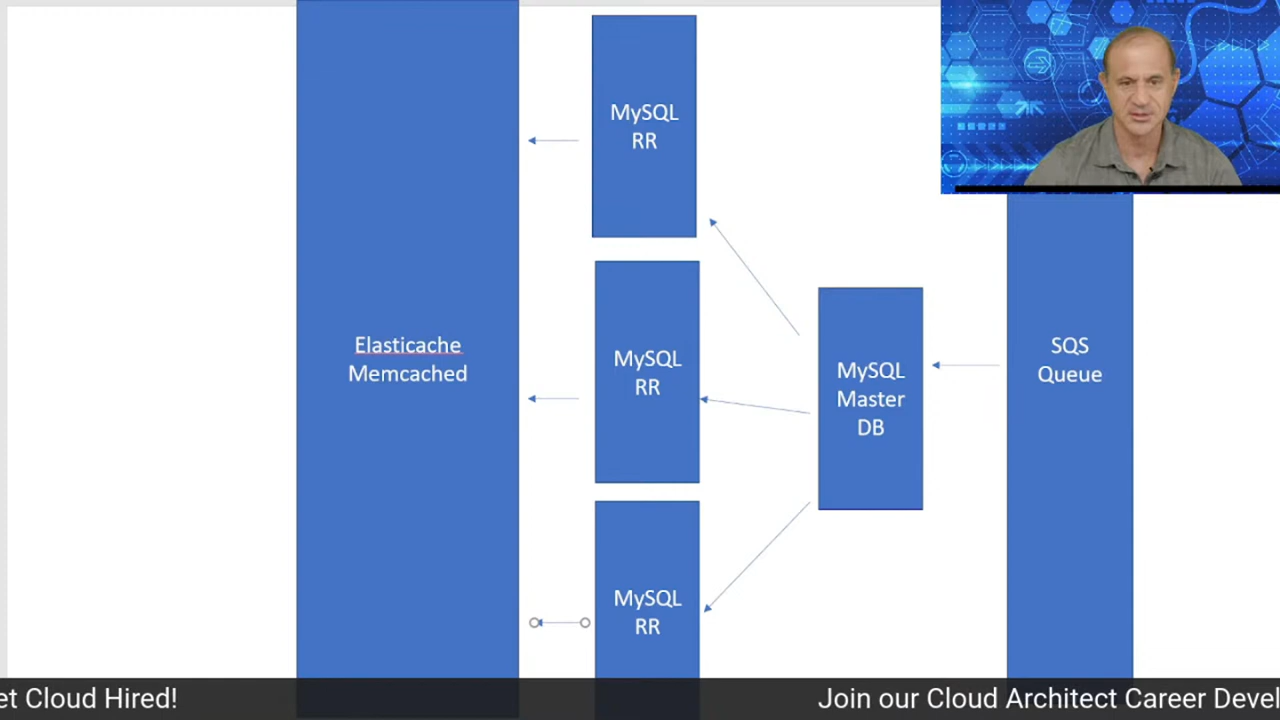 Elasticache
Memcached
MySQL
RR
MySQL
RR
MySQL
RR
MySQL
Master
DB
SQS
Queue
et Cloud Hired!
Join our Cloud Architect Career Devel